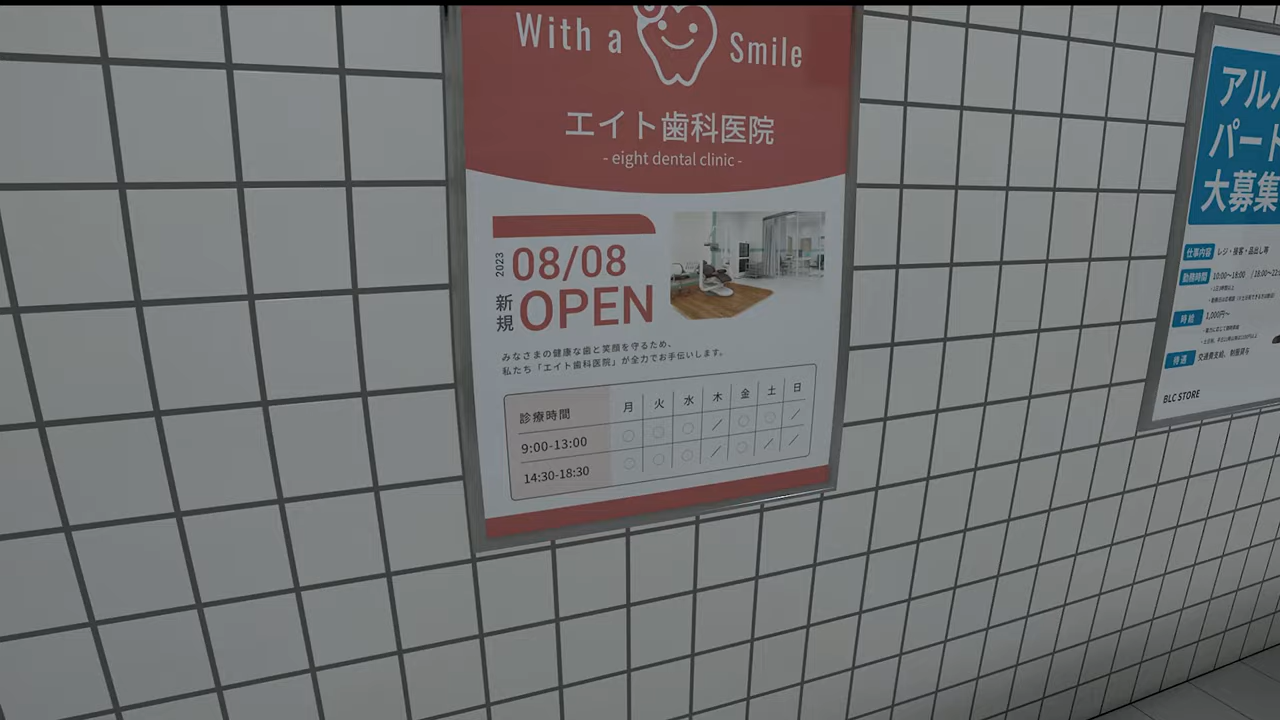 With a Smile
エイト歯科医院
- eight dental clinic -
2023
08/08
新規
OPEN
みなさまの健康な歯と笑顔を守るため、
私たち「エイト歯科医院」が全力でお手伝いします。
診療時間 月 火 水 木 金 土 日
9:00-13:00 ○ ○ ○ ／ ○ ○ ／
14:30-18:30 ○ ○ ○ ／ ○ ／ ／
アル
パート
大募集
仕事内容 レジ・接客・品出し等
勤務時間 10:00〜16:00
時給 1,000円〜
待遇 交通費支給、制服貸与
BLC STORE